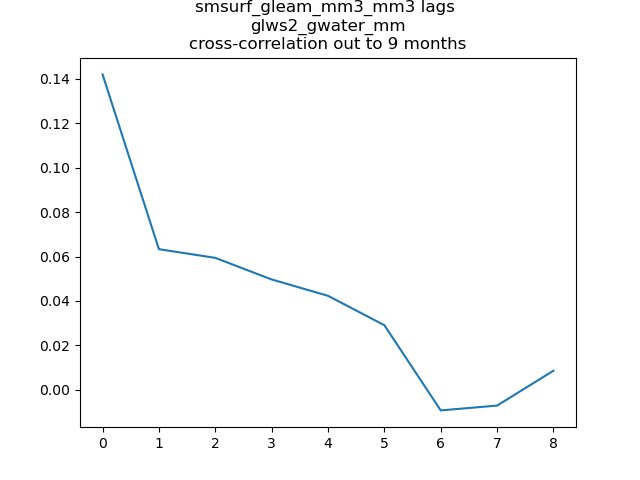 smsurf_gleam_mm3_mm3 lags
glws2_gwater_mm
cross-correlation out to 9 months
0.14
0.12
0.10
0.08
0.06
0.04
0.02
0.00
0 1 2 3 4 5 6 7 8